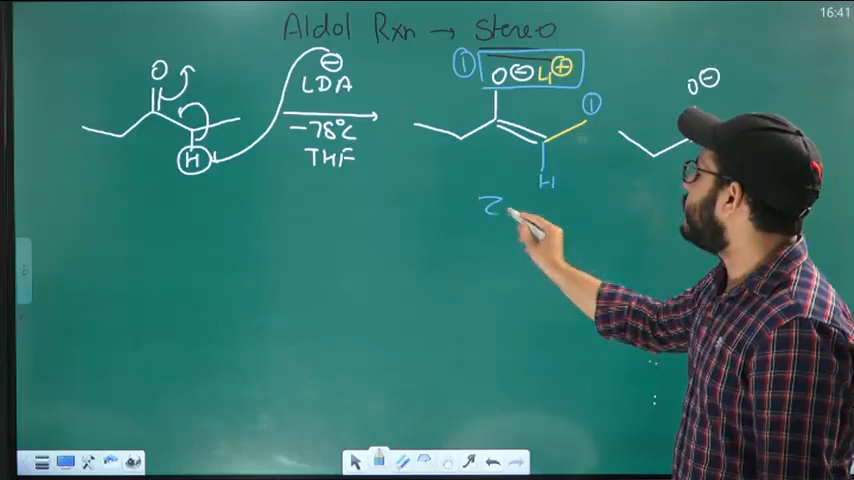 16:41
Aldol Rxn → Stereo
O
⊖
LDA
-78°C
THF
H
① O⊖ Li⊕
①
H
Z
O⊖